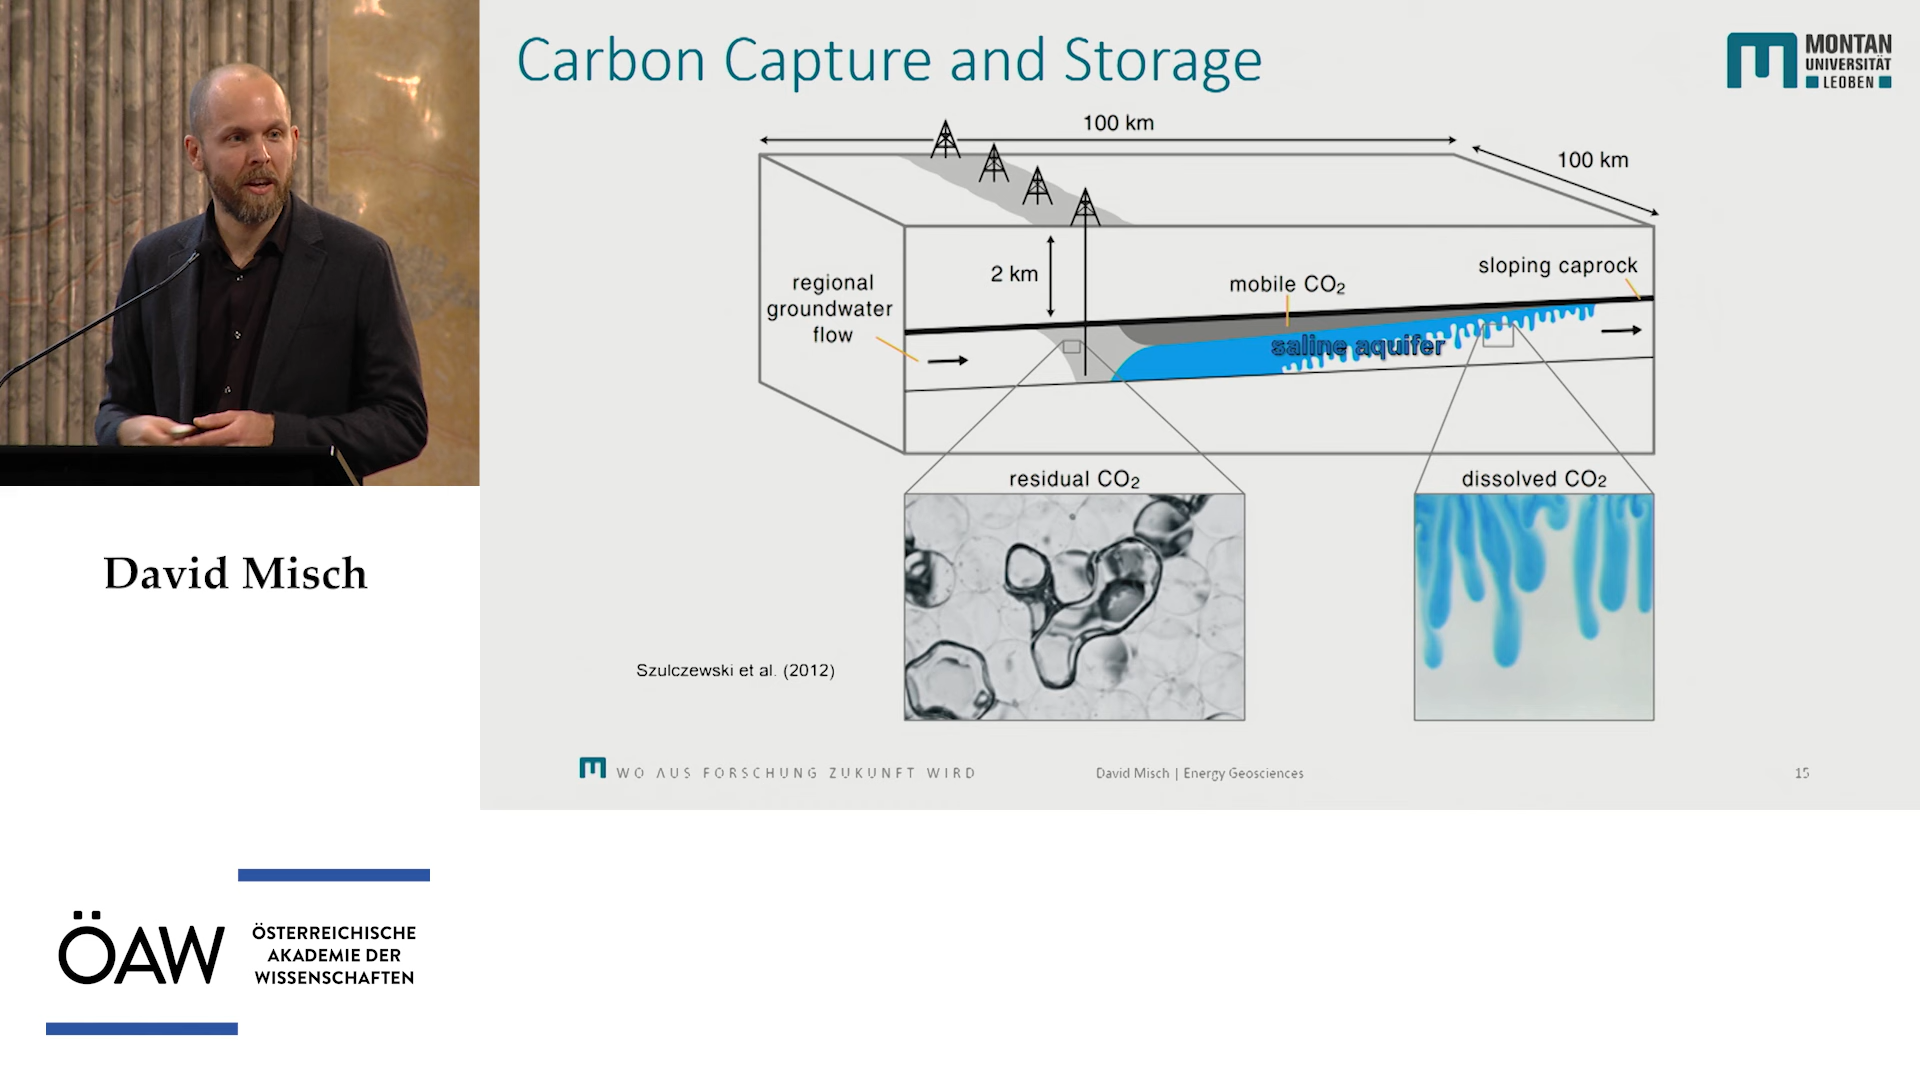 Carbon Capture and Storage
MONTAN
UNIVERSITÄT
LEOBEN
100 km
100 km
2 km
regional
groundwater
flow
mobile CO₂
sloping caprock
saline aquifer
residual CO₂
dissolved CO₂
Szulczewski et al. (2012)
WO AUS FORSCHUNG ZUKUNFT WIRD
David Misch | Energy Geosciences
15
David Misch
ÖAW
ÖSTERREICHISCHE
AKADEMIE DER
WISSENSCHAFTEN